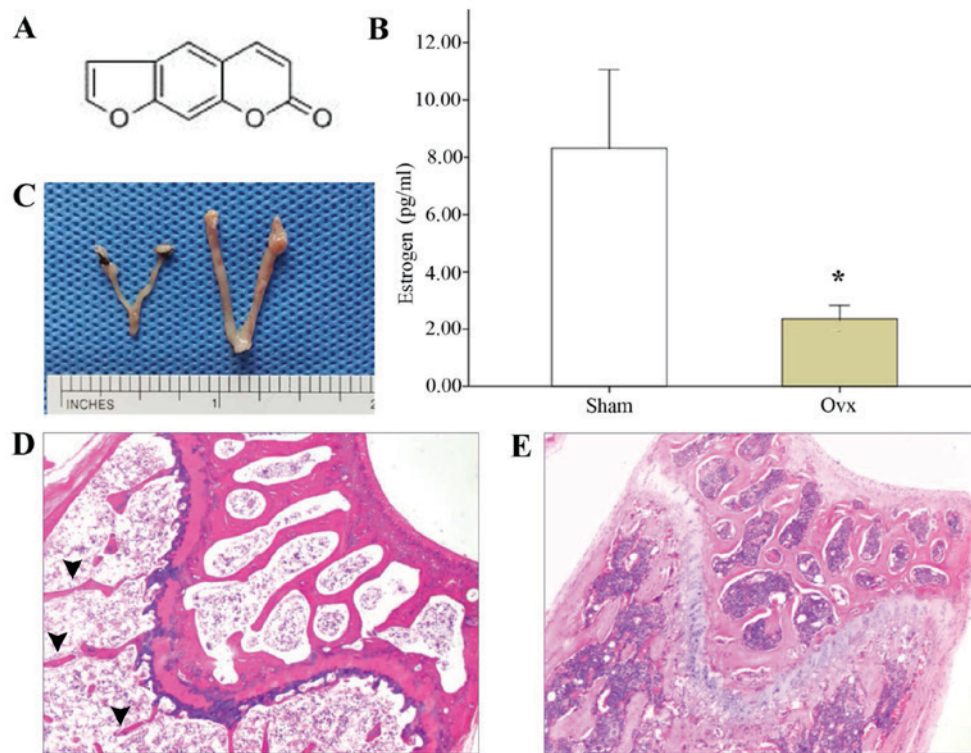 A
O
O
O
B
12.00
10.00
8.00
6.00
4.00
2.00
0.00
Estrogen (pg/ml)
*
Sham
Ovx
C
INCHES
1
2
D
E